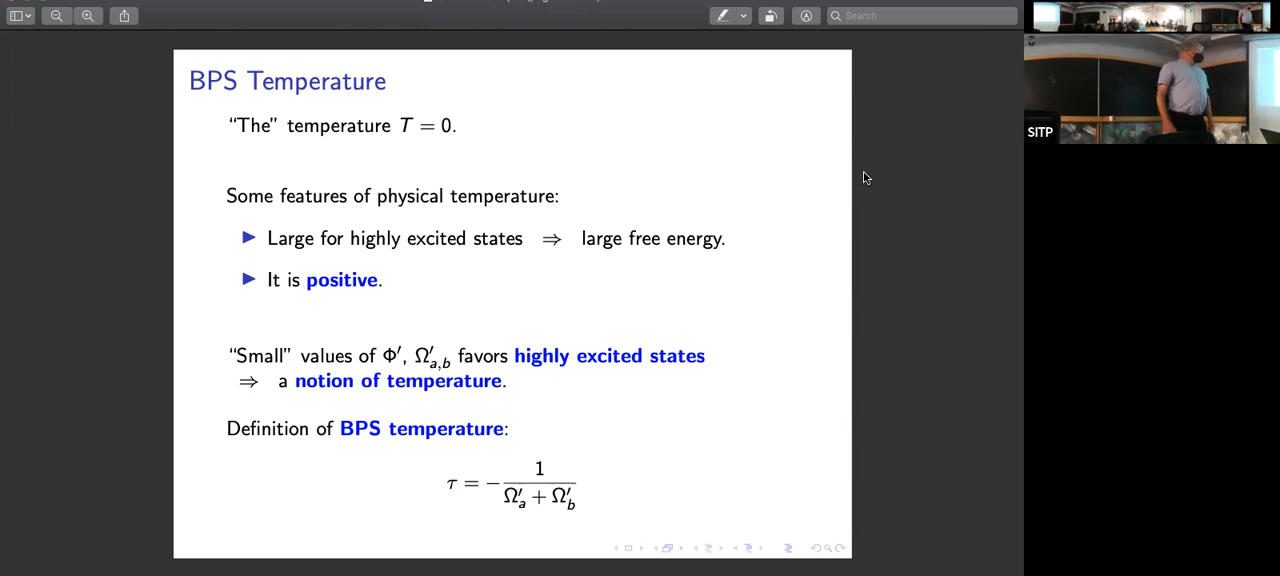 Search
BPS Temperature
“The” temperature T = 0.
Some features of physical temperature:
▶ Large for highly excited states ⇒ large free energy.
▶ It is positive.
“Small” values of Φ′, Ω′a,b favors highly excited states
⇒ a notion of temperature.
Definition of BPS temperature:
τ = − 1 / (Ω′a + Ω′b)
SITP